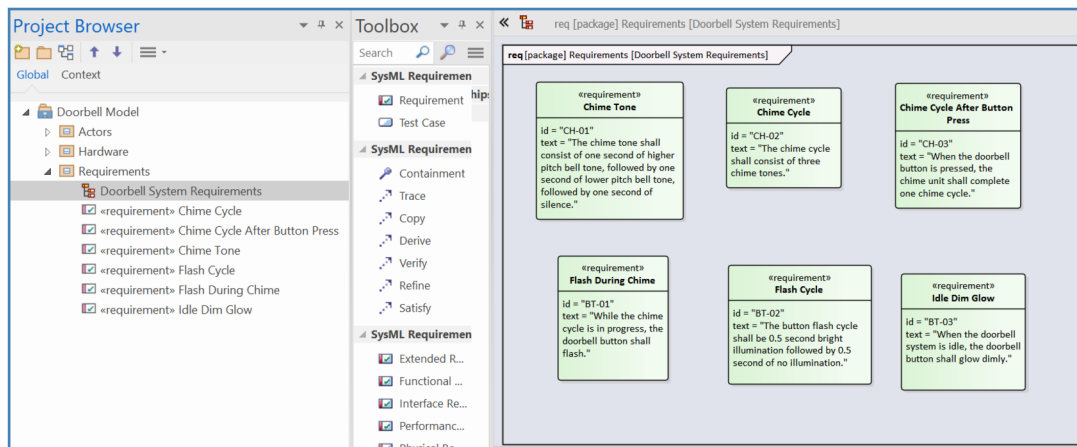 Project Browser
Global Context
Doorbell Model
Actors
Hardware
Requirements
Doorbell System Requirements
«requirement» Chime Cycle
«requirement» Chime Cycle After Button Press
«requirement» Chime Tone
«requirement» Flash Cycle
«requirement» Flash During Chime
«requirement» Idle Dim Glow
Toolbox
Search
SysML Requiremen
Requirement
Test Case
SysML Requiremen
Containment
Trace
Copy
Derive
Verify
Refine
Satisfy
SysML Requiremen
Extended R...
Functional ...
Interface Re...
Performanc...
req [package] Requirements [Doorbell System Requirements]
req [package] Requirements [Doorbell System Requirements]
«requirement»
Chime Tone
id = "CH-01"
text = "The chime tone shall
consist of one second of higher
pitch bell tone, followed by one
second of lower pitch bell tone,
followed by one second of
silence."
«requirement»
Chime Cycle
id = "CH-02"
text = "The chime cycle
shall consist of three
chime tones."
«requirement»
Chime Cycle After Button
Press
id = "CH-03"
text = "When the doorbell
button is pressed, the
chime unit shall complete
one chime cycle."
«requirement»
Flash During Chime
id = "BT-01"
text = "While the chime
cycle is in progress, the
doorbell button shall
flash."
«requirement»
Flash Cycle
id = "BT-02"
text = "The button flash cycle
shall be 0.5 second bright
illumination followed by 0.5
second of no illumination."
«requirement»
Idle Dim Glow
id = "BT-03"
text = "When the doorbell
system is idle, the doorbell
button shall glow dimly."